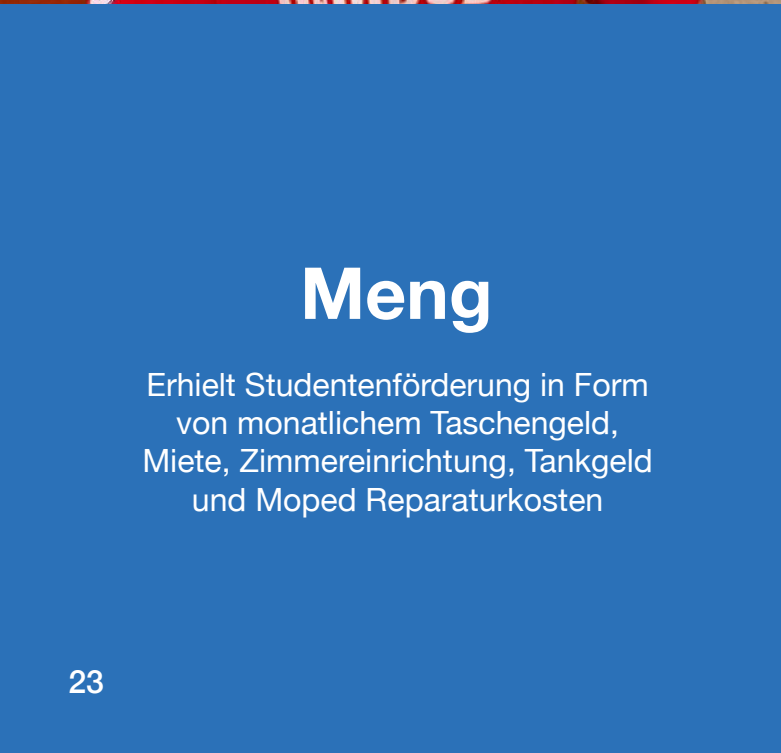 Meng
Erhielt Studentenförderung in Form
von monatlichem Taschengeld,
Miete, Zimmereinrichtung, Tankgeld
und Moped Reparaturkosten
23